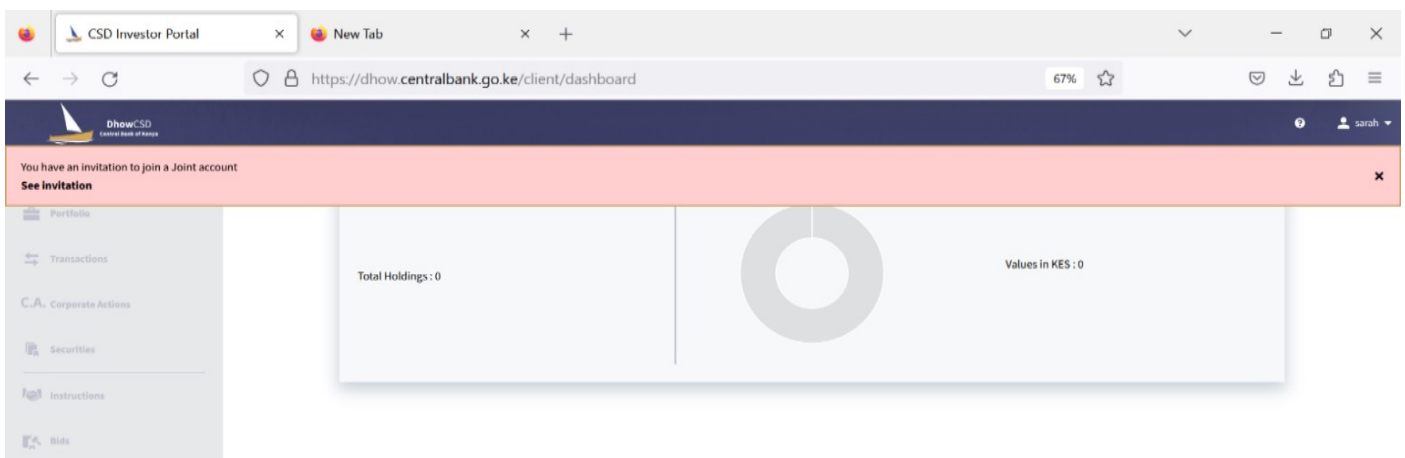 CSD Investor Portal
New Tab
https://dhow.centralbank.go.ke/client/dashboard
67%
DhowCSD
Central Bank of Kenya
sarah
You have an invitation to join a Joint account
See invitation
Portfolio
Transactions
Total Holdings : 0
Values in KES : 0
C.A. Corporate Actions
Securities
Instructions
Bids